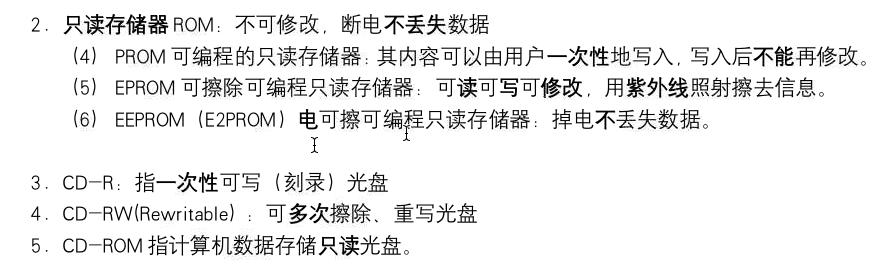 2. 只读存储器 ROM：不可修改，断电不丢失数据
（4） PROM 可编程的只读存储器：其内容可以由用户一次性地写入，写入后不能再修改。
（5） EPROM 可擦除可编程只读存储器：可读可写可修改，用紫外线照射擦去信息。
（6） EEPROM（E2PROM）电可擦可编程只读存储器：掉电不丢失数据。
3. CD-R：指一次性可写（刻录）光盘
4. CD-RW(Rewritable）：可多次擦除、重写光盘
5. CD-ROM 指计算机数据存储只读光盘。